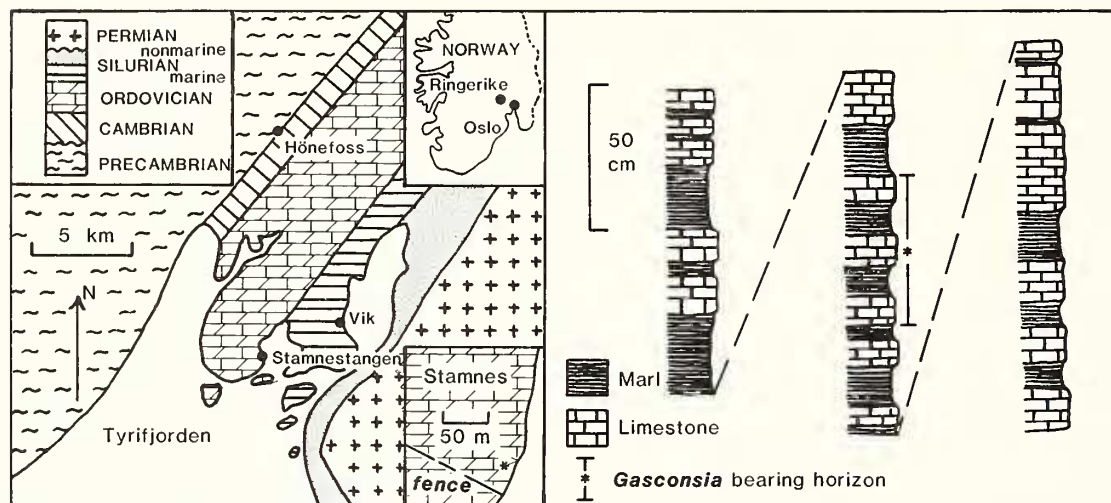 PERMIAN
nonmarine
SILURIAN
marine
ORDOVICIAN
CAMBRIAN
PRECAMBRIAN
5 km
N
Hönefoss
Vik
Stamnestangen
Tyrifjorden
NORWAY
Ringerike
Oslo
Stamnes
50 m
*
fence
50
cm
*
Marl
Limestone
* Gasconsia bearing horizon